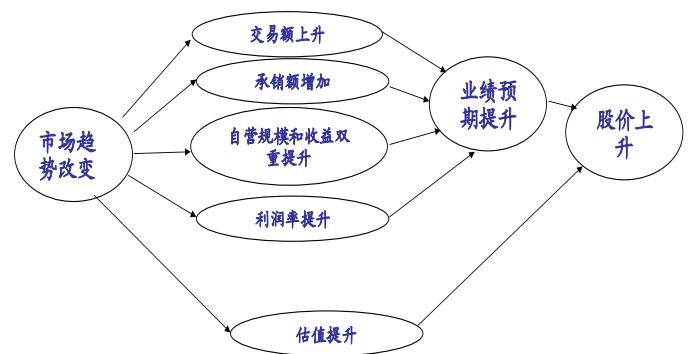 交易额上升
承销额增加
业绩预
期提升
自营规模和收益双
重提升
市场趋
势改变
股价上
升
利润率提升
估值提升